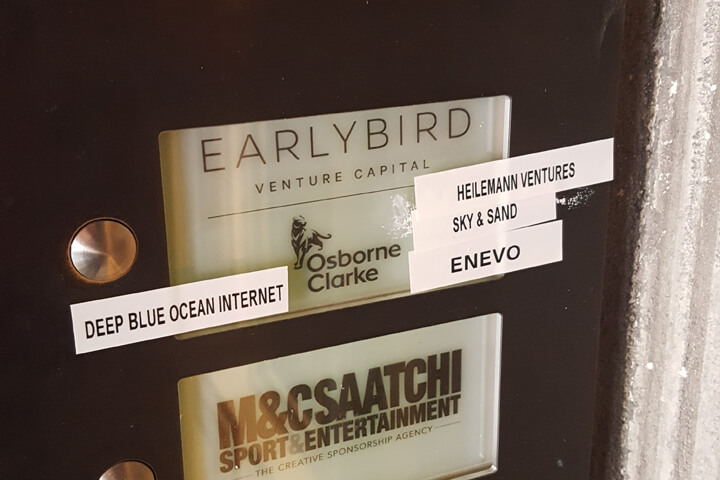 EARLYBIRD
VENTURE CAPITAL
HEILEMANN VENTURES
SKY & SAND
Osborne
Clarke
ENEVO
DEEP BLUE OCEAN INTERNET
M&CSAATCHI
SPORT&ENTERTAINMENT
THE CREATIVE SPONSORSHIP AGENCY